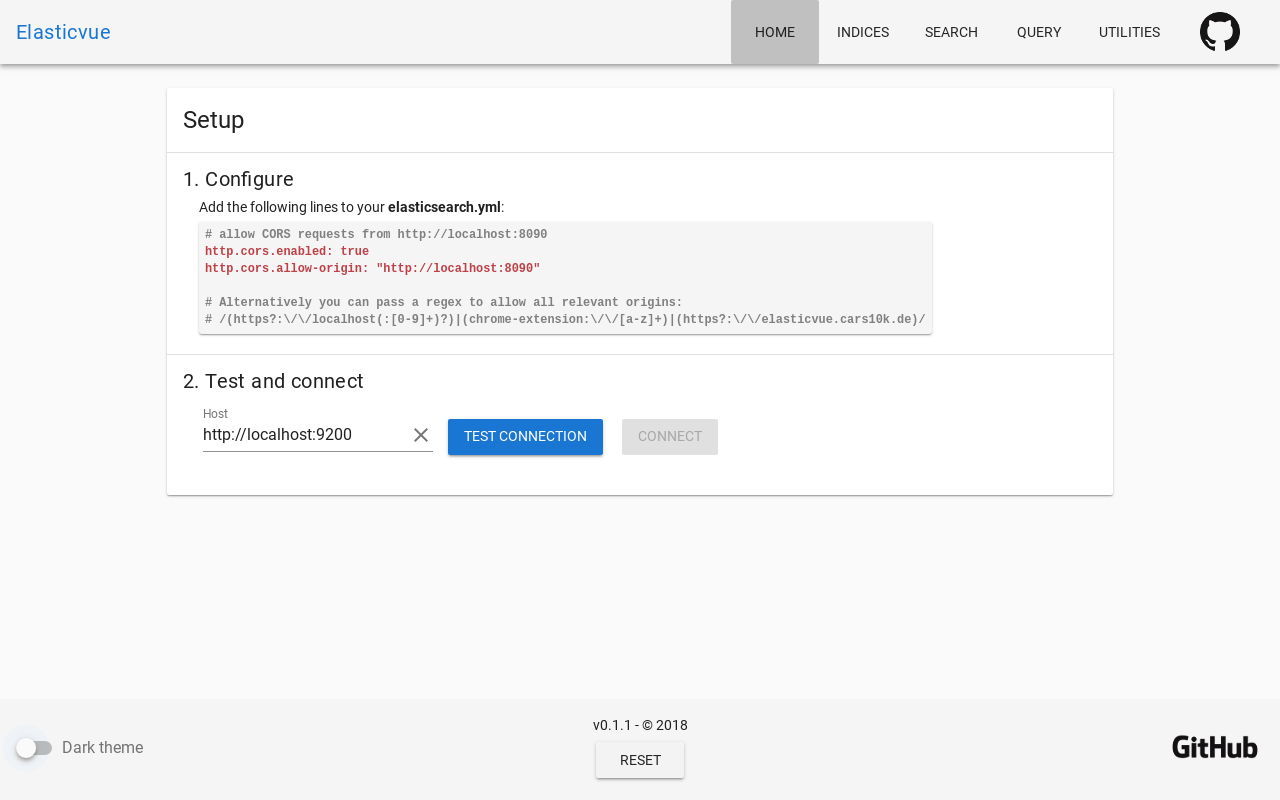 Elasticvue
HOME
INDICES
SEARCH
QUERY
UTILITIES
Setup
1. Configure
Add the following lines to your elasticsearch.yml:
# allow CORS requests from http://localhost:8090
http.cors.enabled: true
http.cors.allow-origin: "http://localhost:8090"
# Alternatively you can pass a regex to allow all relevant origins:
# /(https?:\/\/localhost(:[0-9]+)?)|(chrome-extension:\/\/[a-z]+)|(https?:\/\/elasticvue.cars10k.de)/
2. Test and connect
Host
http://localhost:9200
TEST CONNECTION
CONNECT
Dark theme
v0.1.1 - © 2018
RESET
GitHub